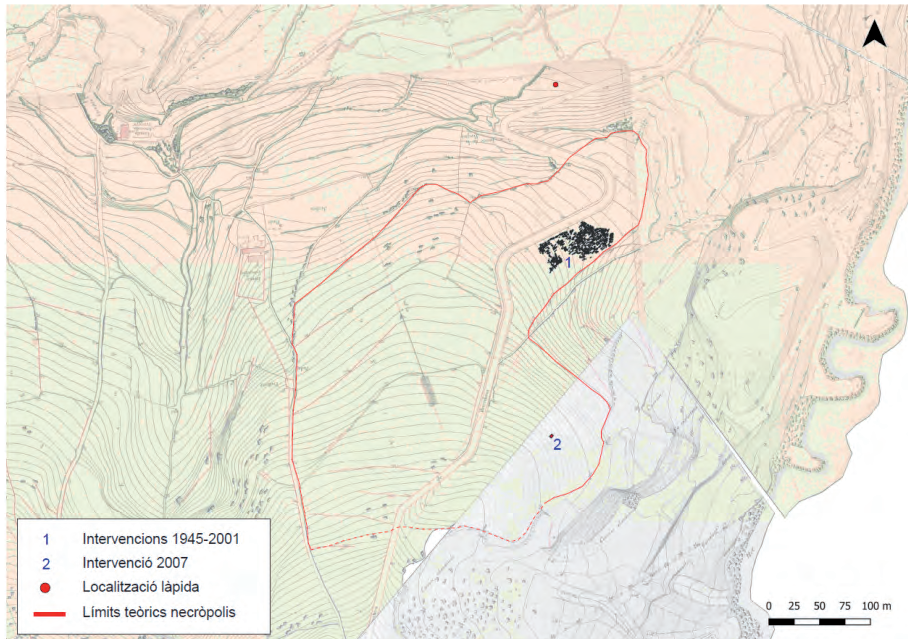 1
2
1 Intervencions 1945-2001
2 Intervenció 2007
Localització làpida
Límits teòrics necròpolis
0 25 50 75 100 m